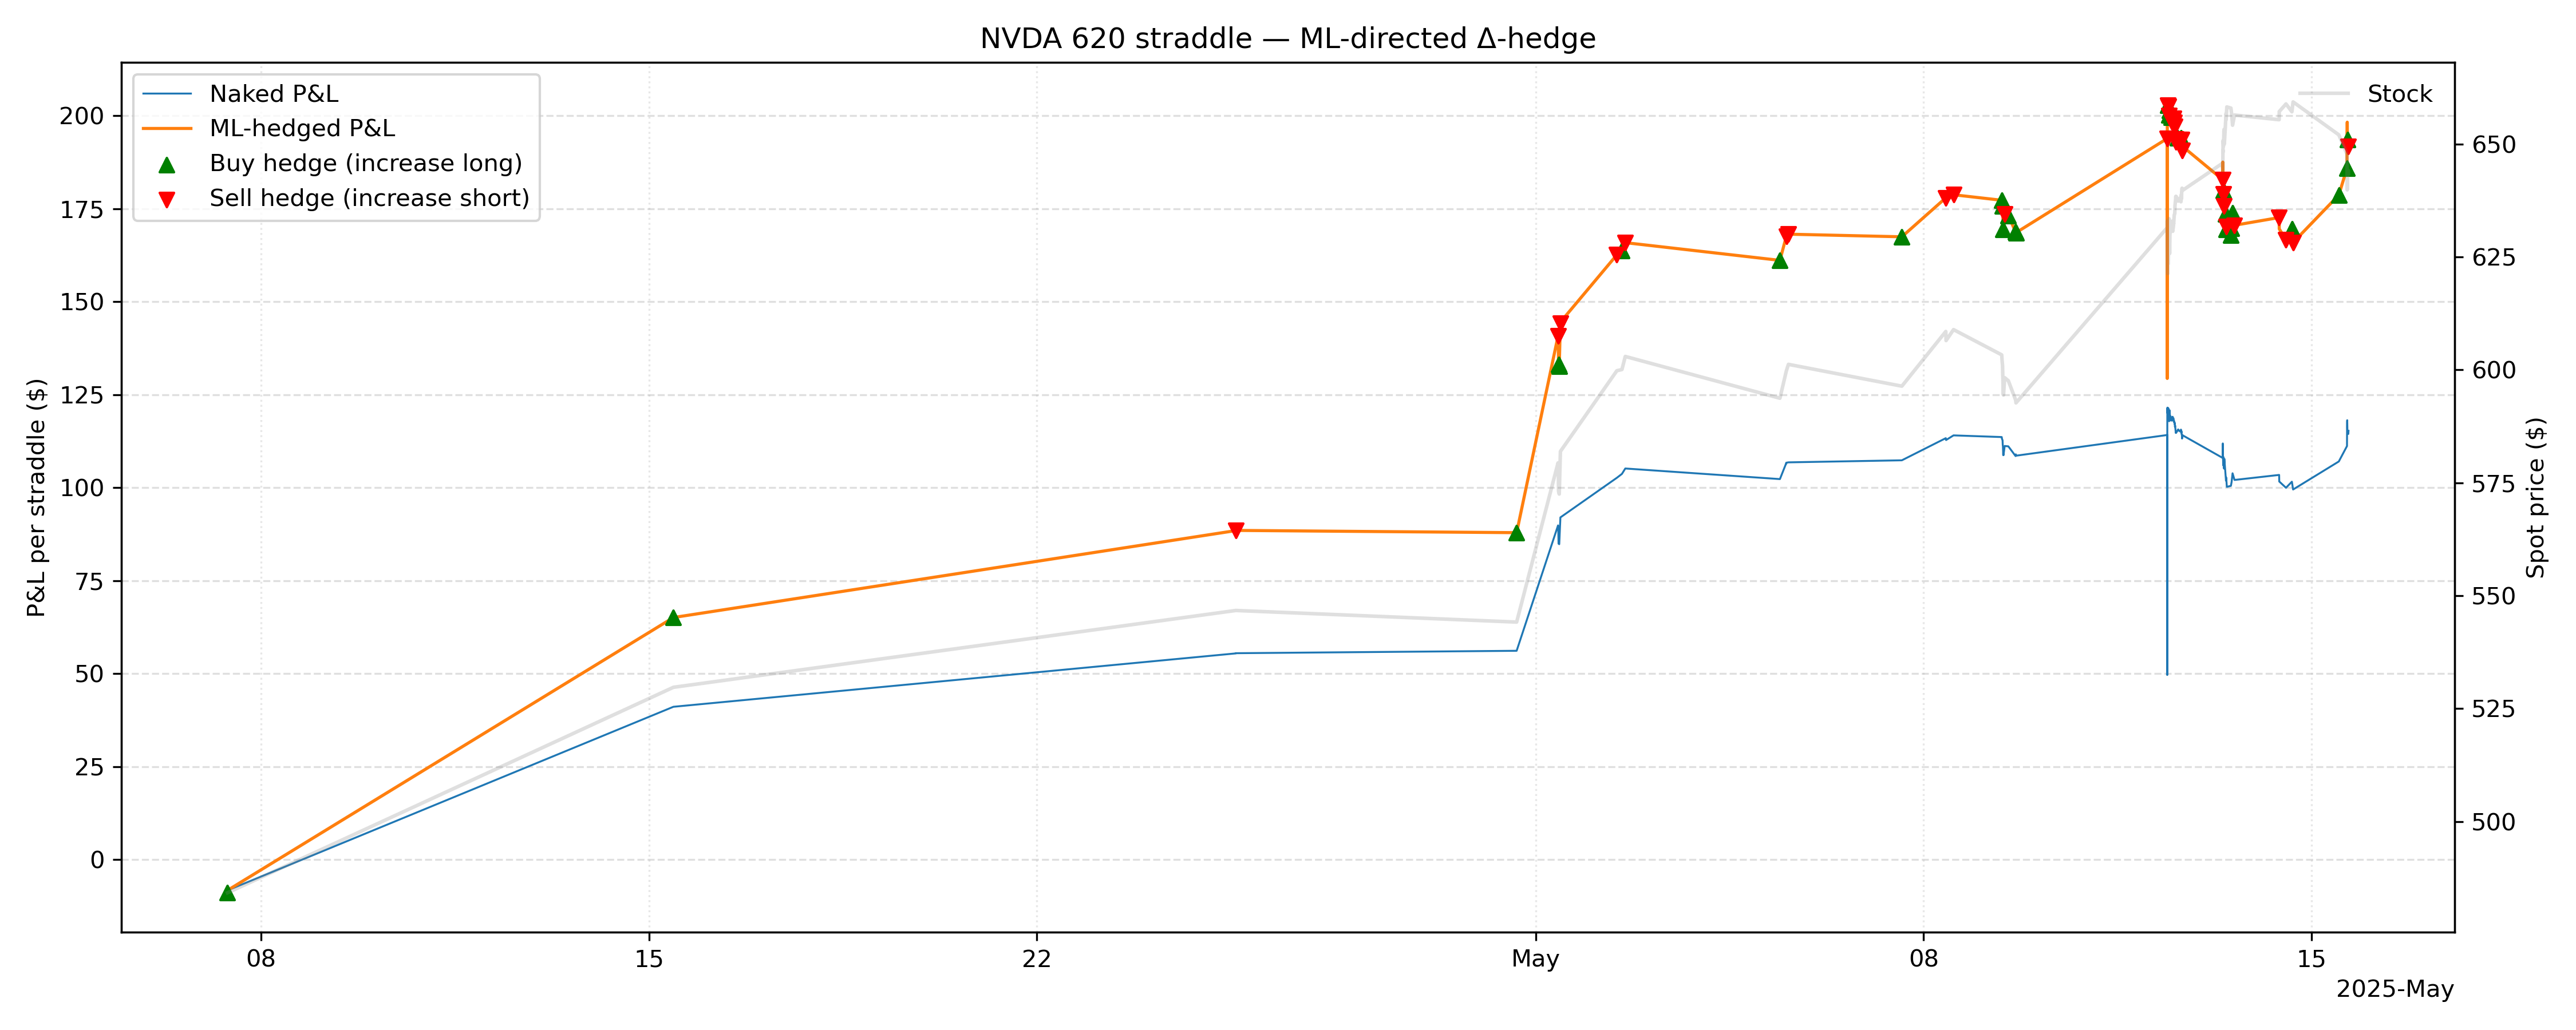 NVDA 620 straddle — ML-directed Δ-hedge
Naked P&L
ML-hedged P&L
Buy hedge (increase long)
Sell hedge (increase short)
Stock
P&L per straddle ($)
200
175
150
125
100
75
50
25
0
Spot price ($)
650
625
600
575
550
525
500
08
15
22
May
08
15
2025-May